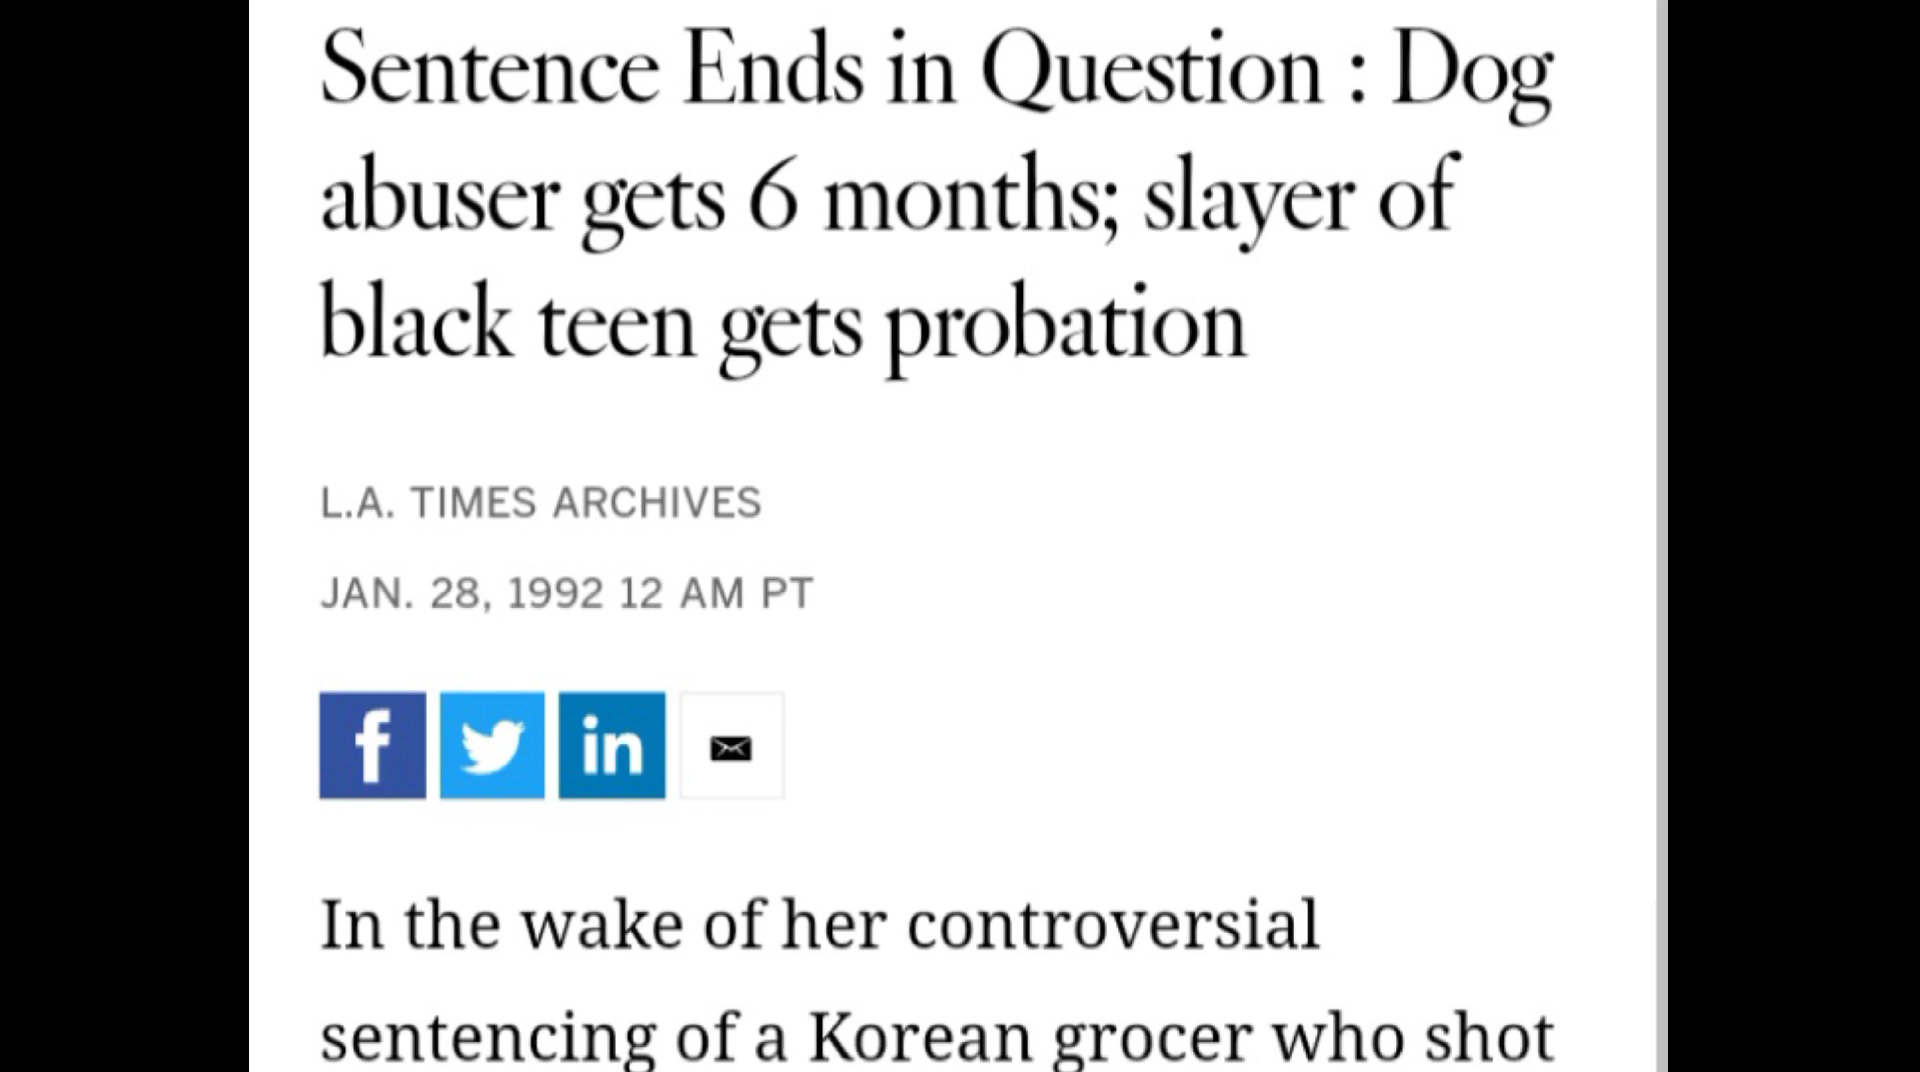 Sentence Ends in Question : Dog
abuser gets 6 months; slayer of
black teen gets probation
L.A. TIMES ARCHIVES
JAN. 28, 1992 12 AM PT
f
in
In the wake of her controversial
sentencing of a Korean grocer who shot